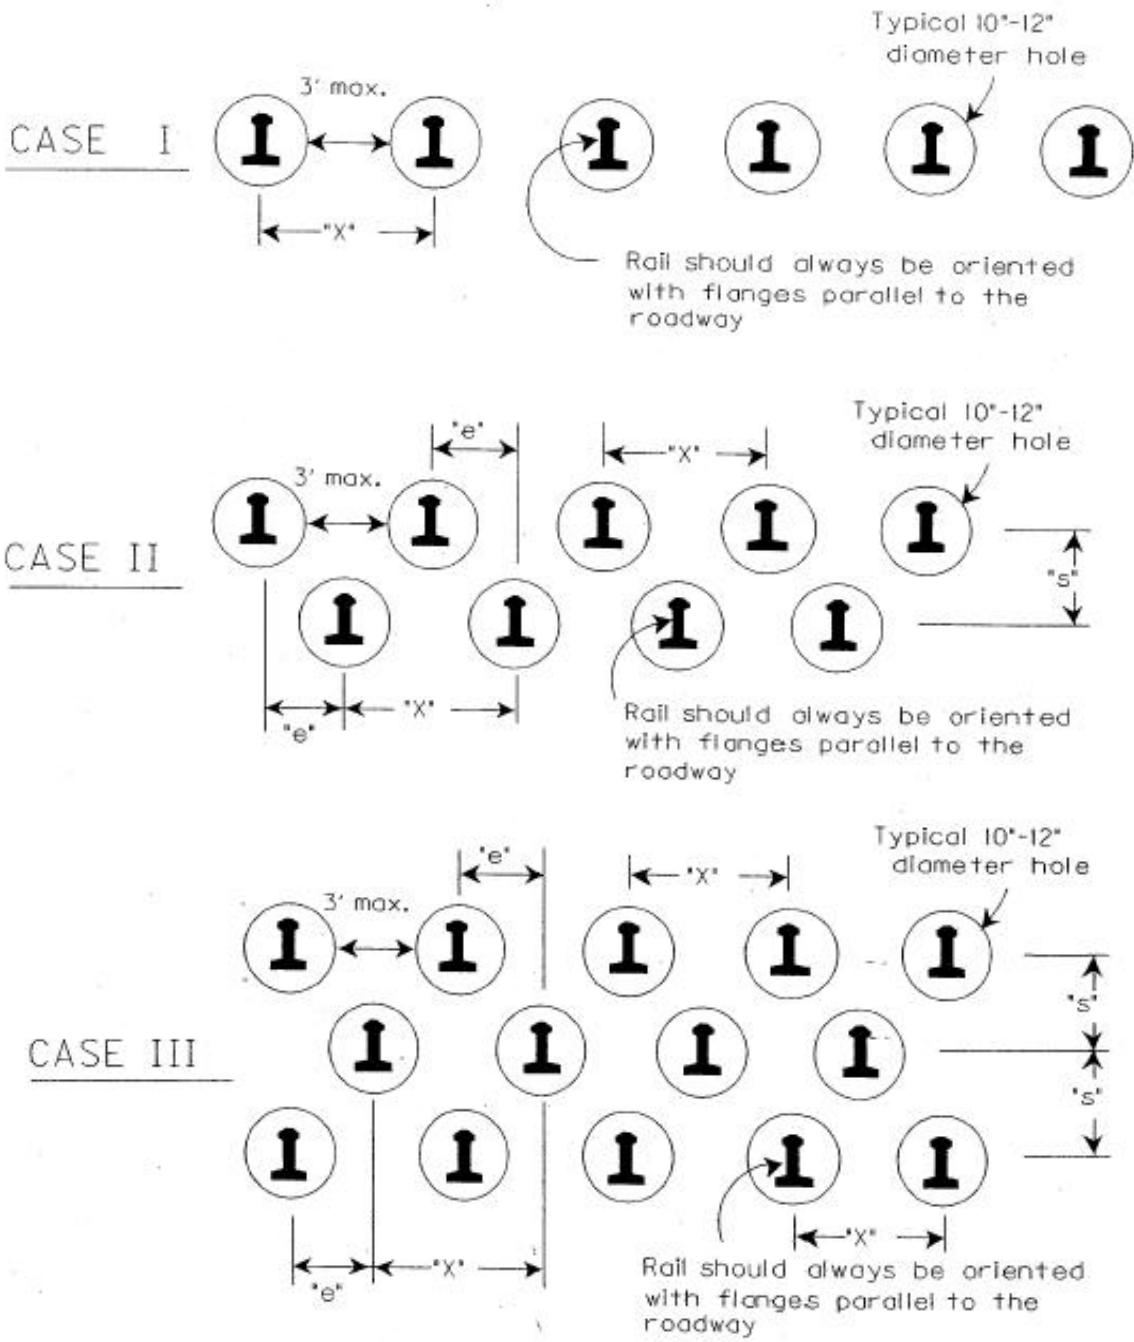 Typical 10"-12"
diameter hole
3' max.
CASE I
"X"
Rail should always be oriented
with flanges parallel to the
roadway
Typical 10"-12"
diameter hole
"e"
"X"
3' max.
CASE II
"s"
"e"
"X"
Rail should always be oriented
with flanges parallel to the
roadway
Typical 10"-12"
diameter hole
"e"
"X"
3' max.
"s"
CASE III
"s"
"X"
"e"
"X"
Rail should always be oriented
with flanges parallel to the
roadway